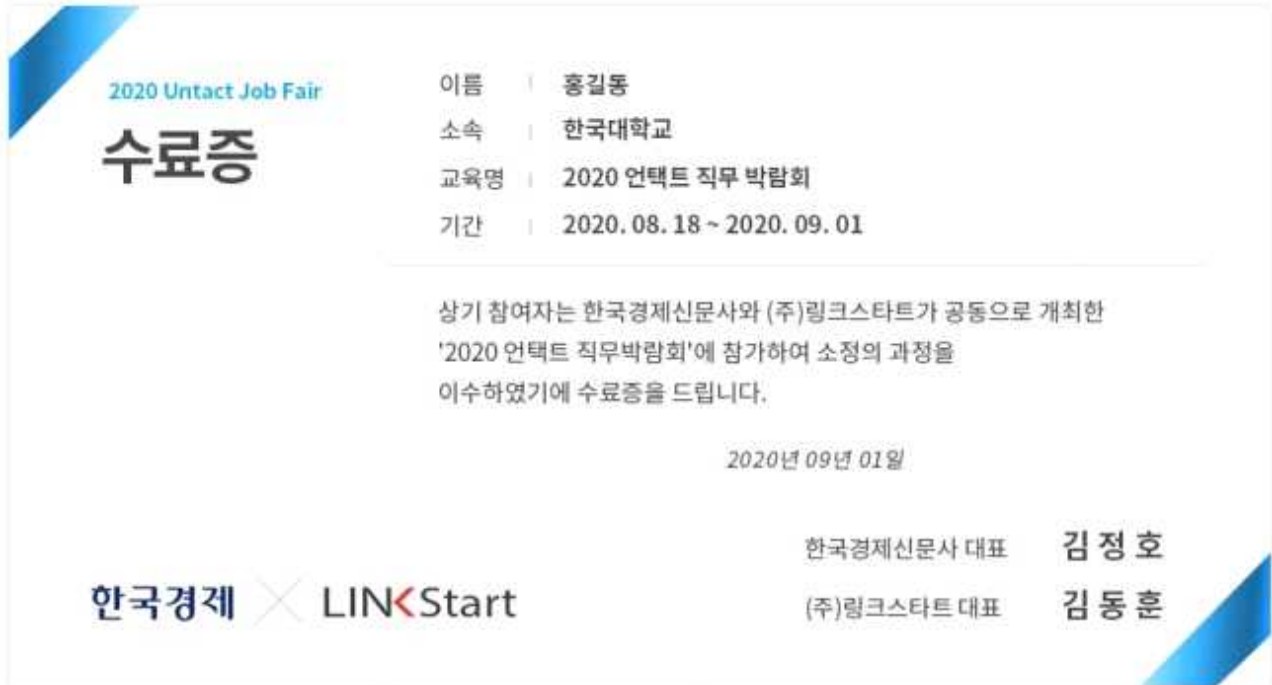 2020 Untact Job Fair
수료증
이름 | 홍길동
소속 | 한국대학교
교육명 | 2020 언택트 직무 박람회
기간 | 2020. 08. 18 ~ 2020. 09. 01
상기 참여자는 한국경제신문사와 (주)링크스타트가 공동으로 개최한
'2020 언택트 직무박람회'에 참가하여 소정의 과정을
이수하였기에 수료증을 드립니다.
2020년 09년 01일
한국경제신문사 대표 김 정 호
(주)링크스타트 대표 김 동 훈
한국경제 × LINKStart